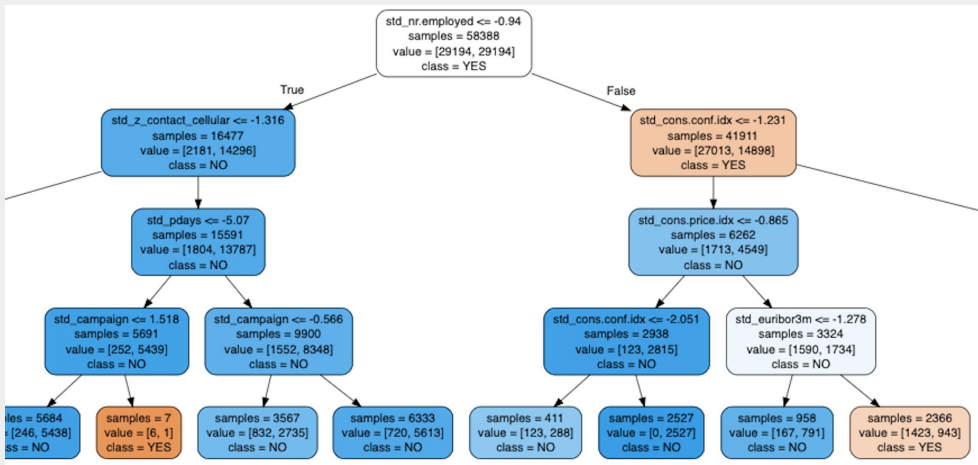 std_nr.employed <= -0.94
samples = 58388
value = [29194, 29194]
class = YES
True
False
std_z_contact_cellular <= -1.316
samples = 16477
value = [2181, 14296]
class = NO
std_cons.conf.idx <= -1.231
samples = 41911
value = [27013, 14898]
class = YES
std_pdays <= -5.07
samples = 15591
value = [1804, 13787]
class = NO
std_cons.price.idx <= -0.865
samples = 6262
value = [1713, 4549]
class = NO
std_campaign <= 1.518
samples = 5691
value = [252, 5439]
class = NO
std_campaign <= -0.566
samples = 9900
value = [1552, 8348]
class = NO
std_cons.conf.idx <= -2.051
samples = 2938
value = [123, 2815]
class = NO
std_euribor3m <= -1.278
samples = 3324
value = [1590, 1734]
class = NO
= 5684
= [246, 5438]
= NO
samples = 7
value = [6, 1]
class = YES
samples = 3567
value = [832, 2735]
class = NO
samples = 6333
value = [720, 5613]
class = NO
samples = 411
value = [123, 288]
class = NO
samples = 2527
value = [0, 2527]
class = NO
samples = 958
value = [167, 791]
class = NO
samples = 2366
value = [1423, 943]
class = YES